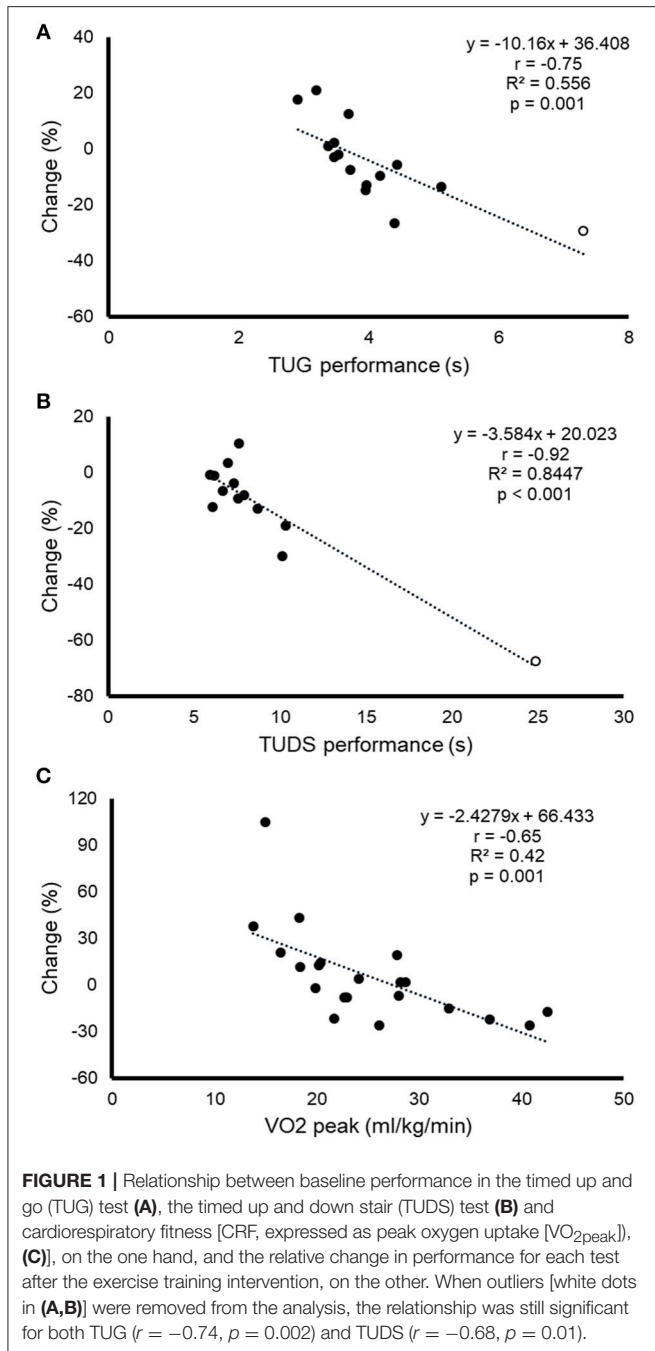 A
y = -10.16x + 36.408
r = -0.75
R² = 0.556
p = 0.001
40
20
0
-20
-40
-60
Change (%)
0 2 4 6 8
TUG performance (s)
B
y = -3.584x + 20.023
r = -0.92
R² = 0.8447
p < 0.001
20
0
-20
-40
-60
-80
Change (%)
0 5 10 15 20 25 30
TUDS performance (s)
C
y = -2.4279x + 66.433
r = -0.65
R² = 0.42
p = 0.001
120
90
60
30
0
-30
-60
Change (%)
0 10 20 30 40 50
VO2 peak (ml/kg/min)
FIGURE 1 | Relationship between baseline performance in the timed up and
go (TUG) test (A), the timed up and down stair (TUDS) test (B) and
cardiorespiratory fitness [CRF, expressed as peak oxygen uptake [VO2peak]),
(C)], on the one hand, and the relative change in performance for each test
after the exercise training intervention, on the other. When outliers [white dots
in (A,B)] were removed from the analysis, the relationship was still significant
for both TUG (r = −0.74, p = 0.002) and TUDS (r = −0.68, p = 0.01).